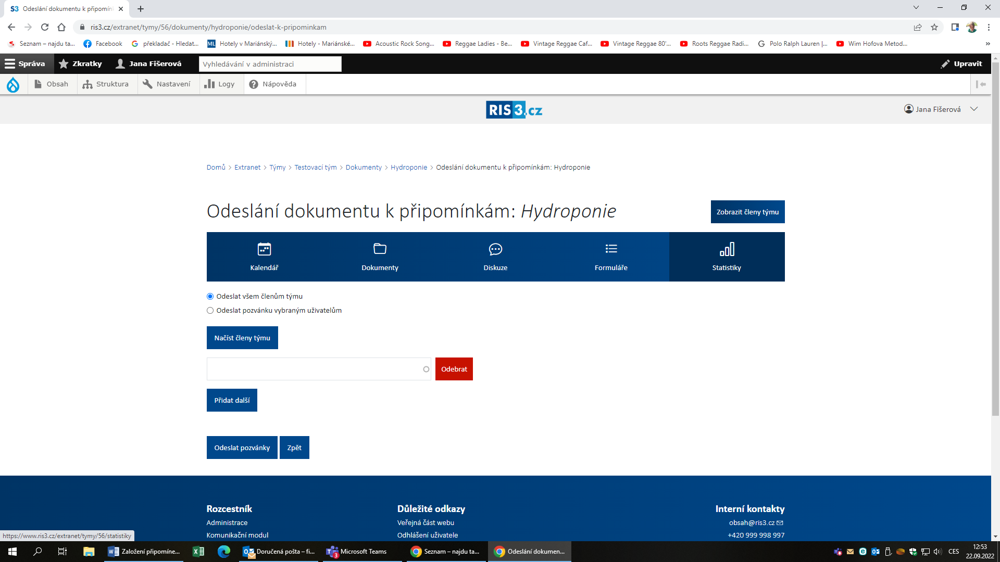 Odeslání dokumentu k připomín
ris3.cz/extranet/tymy/56/dokumenty/hydroponie/odeslat-k-pripominkam
Seznam – najdu ta... Facebook překladač - Hledat... Hotely v Mariánský... Hotely - Mariánské... Acoustic Rock Song... Reggae Ladies - Be... Vintage Reggae Caf... Vintage Reggae 80'... Roots Reggae Radi... Polo Ralph Lauren |... Wim Hofova Metod...
Správa Zkratky Jana Fišerová Vyhledávání v administraci Upravit
Obsah Struktura Nastavení Logy Nápověda
RIS3.cz Jana Fišerová
Domů > Extranet > Týmy > Testovací tým > Dokumenty > Hydroponie > Odeslání dokumentu k připomínkám: Hydroponie
Odeslání dokumentu k připomínkám: Hydroponie Zobrazit členy týmu
Kalendář Dokumenty Diskuze Formuláře Statistiky
Odeslat všem členům týmu
Odeslat pozvánku vybraným uživatelům
Načíst členy týmu
Odebrat
Přidat další
Odeslat pozvánky Zpět
Rozcestník Důležité odkazy Interní kontakty
Administrace Veřejná část webu obsah@ris3.cz
Komunikační modul Odhlášení uživatele +420 999 998 997
https://www.ris3.cz/extranet/tymy/56/statistiky
Založení připomíne... Doručená pošta – fi... Microsoft Teams 3 Seznam – najdu ta... Odeslání dokumen... CES 12:53
22.09.2022